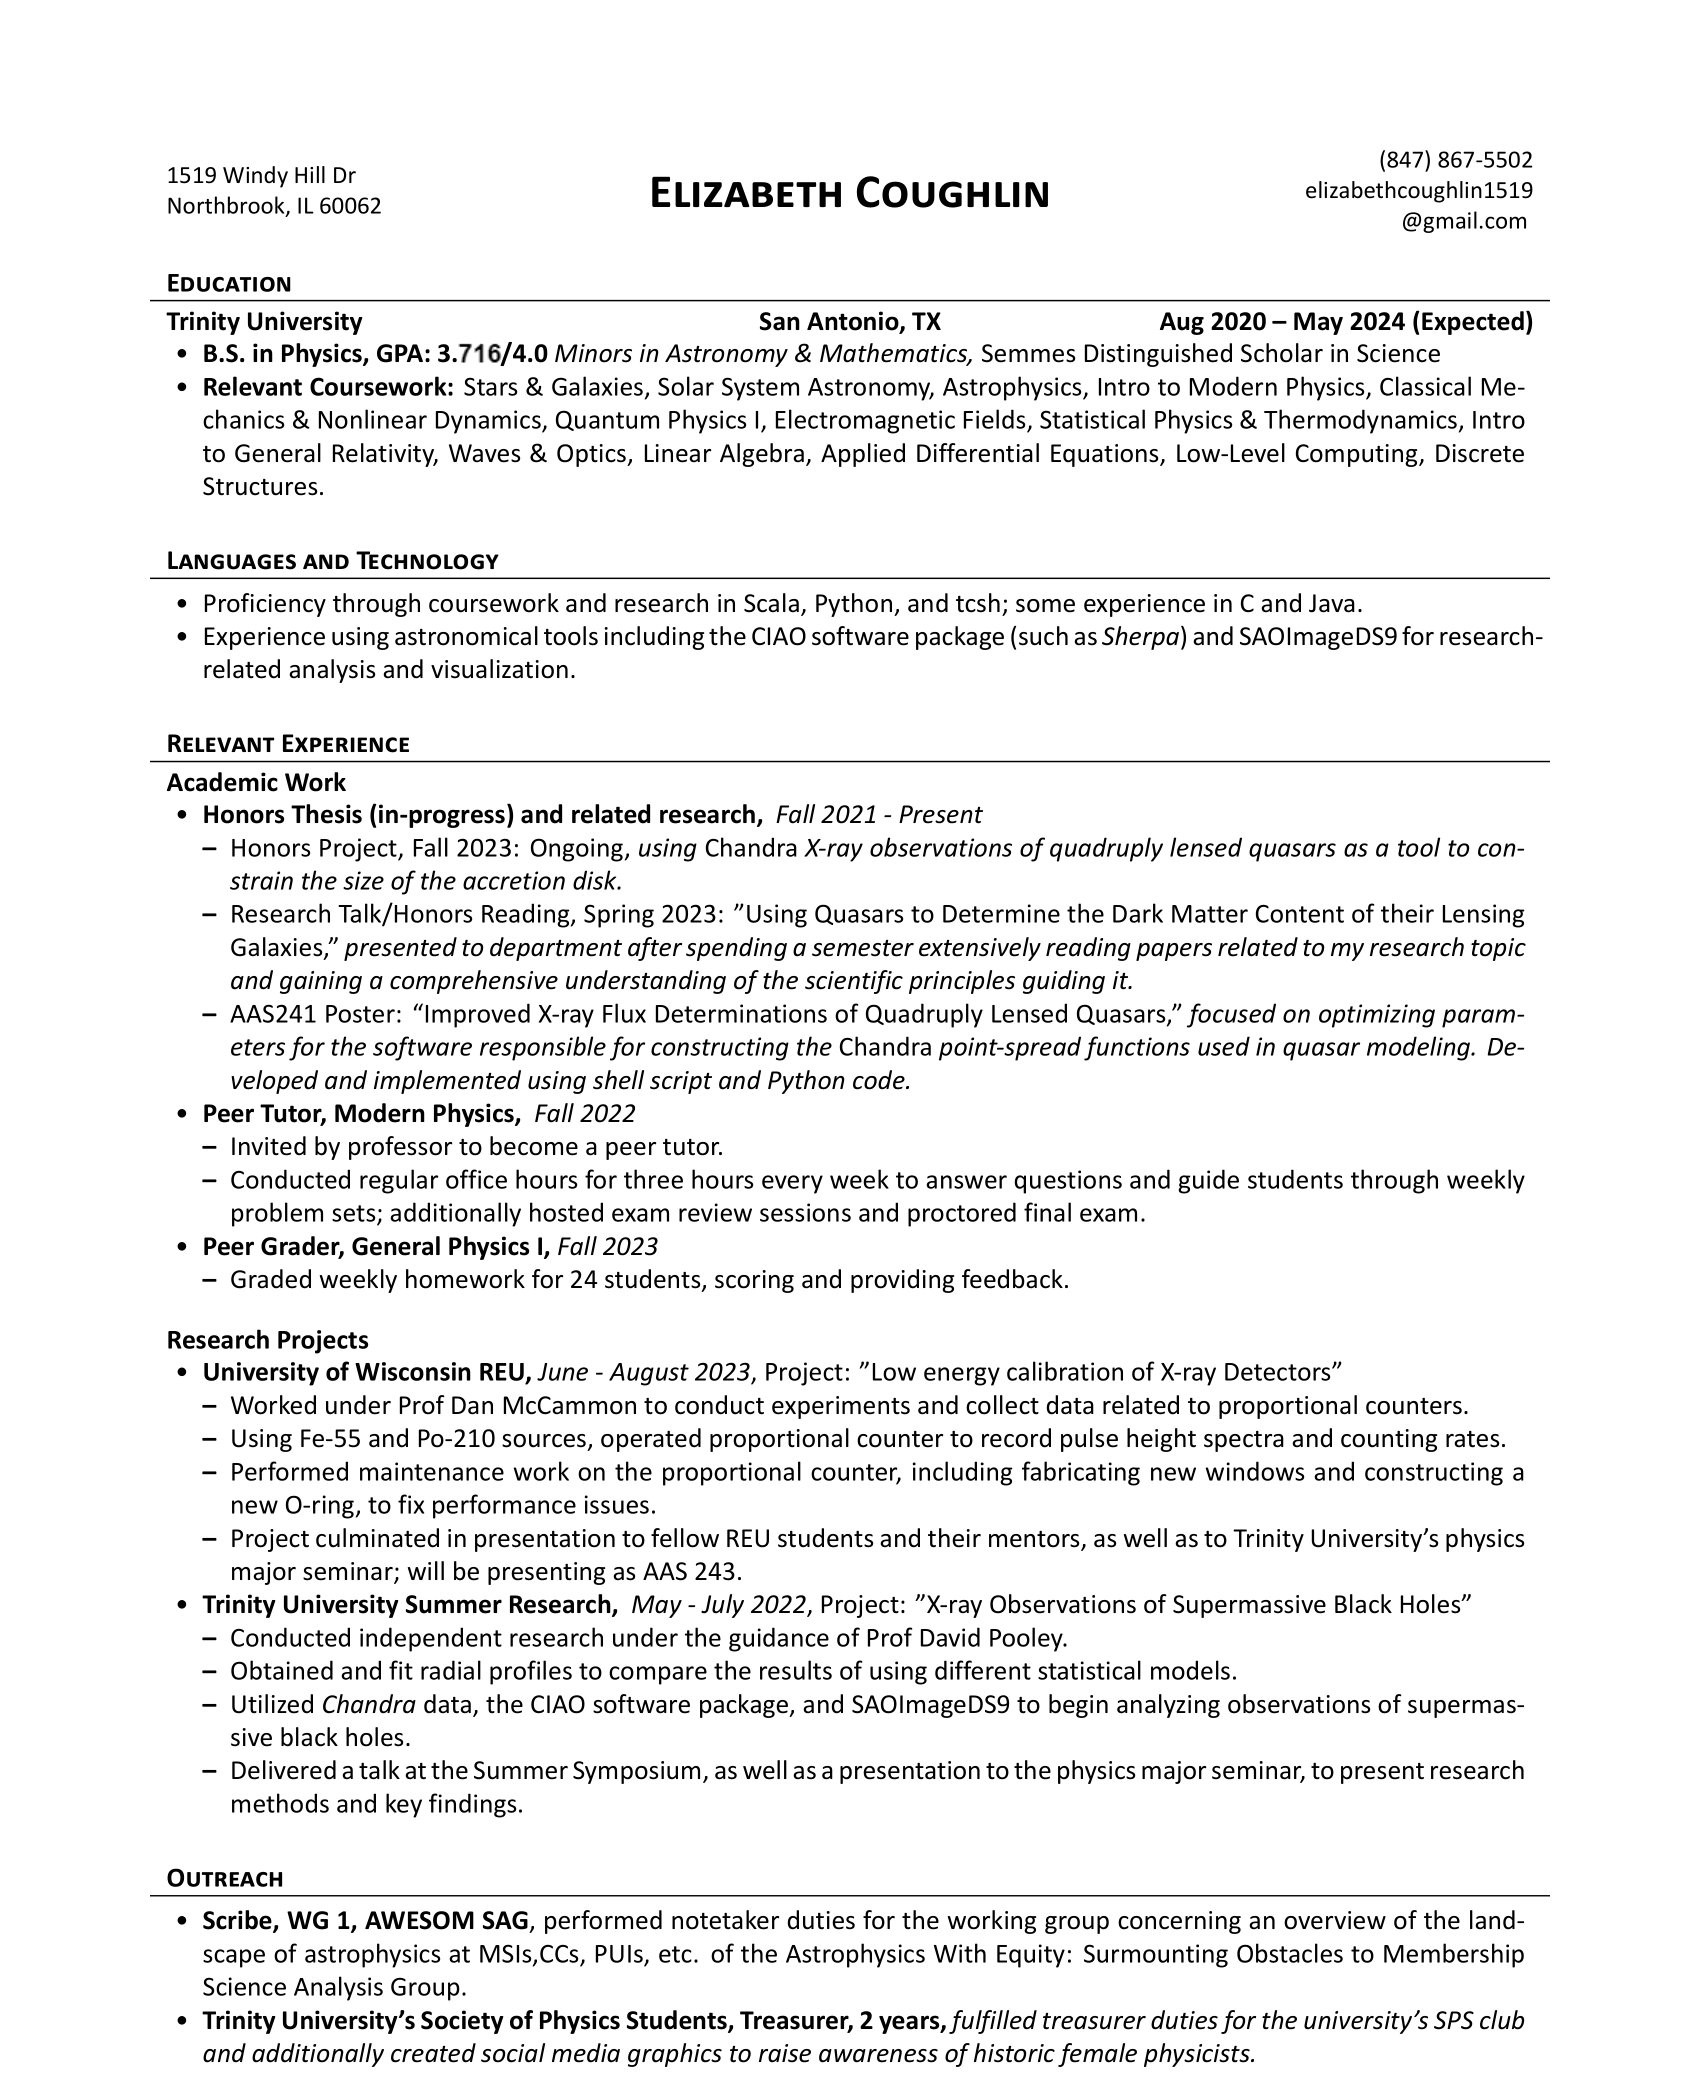 1519 Windy Hill Dr
Northbrook, IL 60062
ELIZABETH COUGHLIN
(847) 867-5502
elizabethcoughlin1519
@gmail.com
EDUCATION
Trinity University San Antonio, TX Aug 2020 – May 2024 (Expected)
• B.S. in Physics, GPA: 3.716/4.0 Minors in Astronomy & Mathematics, Semmes Distinguished Scholar in Science
• Relevant Coursework: Stars & Galaxies, Solar System Astronomy, Astrophysics, Intro to Modern Physics, Classical Me-
chanics & Nonlinear Dynamics, Quantum Physics I, Electromagnetic Fields, Statistical Physics & Thermodynamics, Intro
to General Relativity, Waves & Optics, Linear Algebra, Applied Differential Equations, Low-Level Computing, Discrete
Structures.
LANGUAGES AND TECHNOLOGY
• Proficiency through coursework and research in Scala, Python, and tcsh; some experience in C and Java.
• Experience using astronomical tools including the CIAO software package (such as Sherpa) and SAOImageDS9 for research-
related analysis and visualization.
RELEVANT EXPERIENCE
Academic Work
• Honors Thesis (in-progress) and related research, Fall 2021 - Present
– Honors Project, Fall 2023: Ongoing, using Chandra X-ray observations of quadruply lensed quasars as a tool to con-
strain the size of the accretion disk.
– Research Talk/Honors Reading, Spring 2023: ”Using Quasars to Determine the Dark Matter Content of their Lensing
Galaxies,” presented to department after spending a semester extensively reading papers related to my research topic
and gaining a comprehensive understanding of the scientific principles guiding it.
– AAS241 Poster: “Improved X-ray Flux Determinations of Quadruply Lensed Quasars,” focused on optimizing param-
eters for the software responsible for constructing the Chandra point-spread functions used in quasar modeling. De-
veloped and implemented using shell script and Python code.
• Peer Tutor, Modern Physics, Fall 2022
– Invited by professor to become a peer tutor.
– Conducted regular office hours for three hours every week to answer questions and guide students through weekly
problem sets; additionally hosted exam review sessions and proctored final exam.
• Peer Grader, General Physics I, Fall 2023
– Graded weekly homework for 24 students, scoring and providing feedback.
Research Projects
• University of Wisconsin REU, June - August 2023, Project: ”Low energy calibration of X-ray Detectors”
– Worked under Prof Dan McCammon to conduct experiments and collect data related to proportional counters.
– Using Fe-55 and Po-210 sources, operated proportional counter to record pulse height spectra and counting rates.
– Performed maintenance work on the proportional counter, including fabricating new windows and constructing a
new O-ring, to fix performance issues.
– Project culminated in presentation to fellow REU students and their mentors, as well as to Trinity University’s physics
major seminar; will be presenting as AAS 243.
• Trinity University Summer Research, May - July 2022, Project: ”X-ray Observations of Supermassive Black Holes”
– Conducted independent research under the guidance of Prof David Pooley.
– Obtained and fit radial profiles to compare the results of using different statistical models.
– Utilized Chandra data, the CIAO software package, and SAOImageDS9 to begin analyzing observations of supermas-
sive black holes.
– Delivered a talk at the Summer Symposium, as well as a presentation to the physics major seminar, to present research
methods and key findings.
OUTREACH
• Scribe, WG 1, AWESOM SAG, performed notetaker duties for the working group concerning an overview of the land-
scape of astrophysics at MSIs,CCs, PUIs, etc. of the Astrophysics With Equity: Surmounting Obstacles to Membership
Science Analysis Group.
• Trinity University’s Society of Physics Students, Treasurer, 2 years, fulfilled treasurer duties for the university’s SPS club
and additionally created social media graphics to raise awareness of historic female physicists.